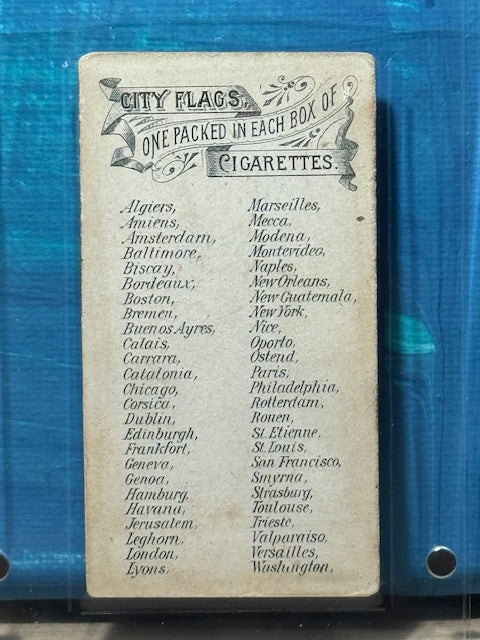 CITY FLAGS,
ONE PACKED IN EACH BOX OF
CIGARETTES.
Algiers,
Amiens,
Amsterdam,
Baltimore,
Biscay,
Bordeaux,
Boston,
Bremen,
Buenos Ayres,
Calais,
Carrara,
Catalonia,
Chicago,
Corsica,
Dublin,
Edinburgh,
Frankfort,
Geneva,
Genoa,
Hamburg,
Havana,
Jerusalem,
Leghorn,
London,
Lyons,
Marseilles,
Mecca,
Modena,
Montevideo,
Naples,
New Orleans,
New Guatemala,
New York,
Nice,
Oporto,
Ostend,
Paris,
Philadelphia,
Rotterdam,
Rouen,
St. Etienne,
St. Louis,
San Francisco,
Smyrna,
Strasburg,
Toulouse,
Trieste,
Valparaiso,
Versailles,
Washington,